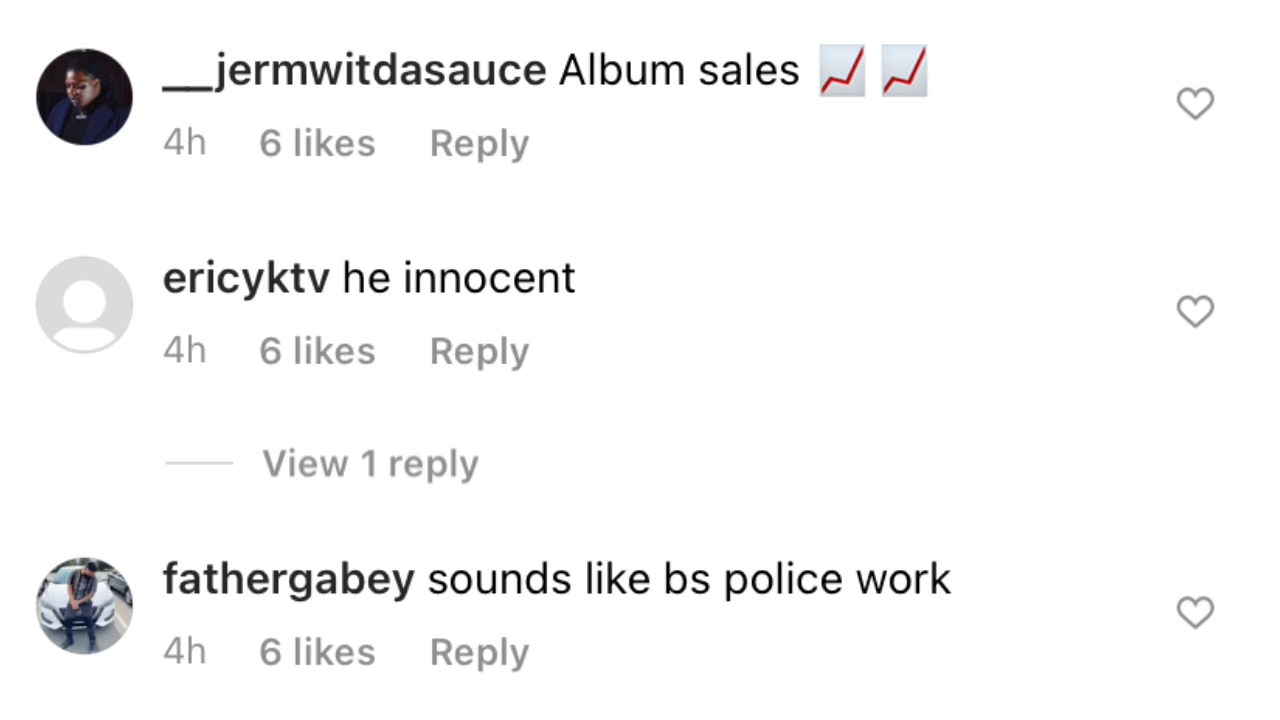 __jermwitdasauce Album sales 📈 📈
4h 6 likes Reply
ericyktv he innocent
4h 6 likes Reply
View 1 reply
fathergabey sounds like bs police work
4h 6 likes Reply